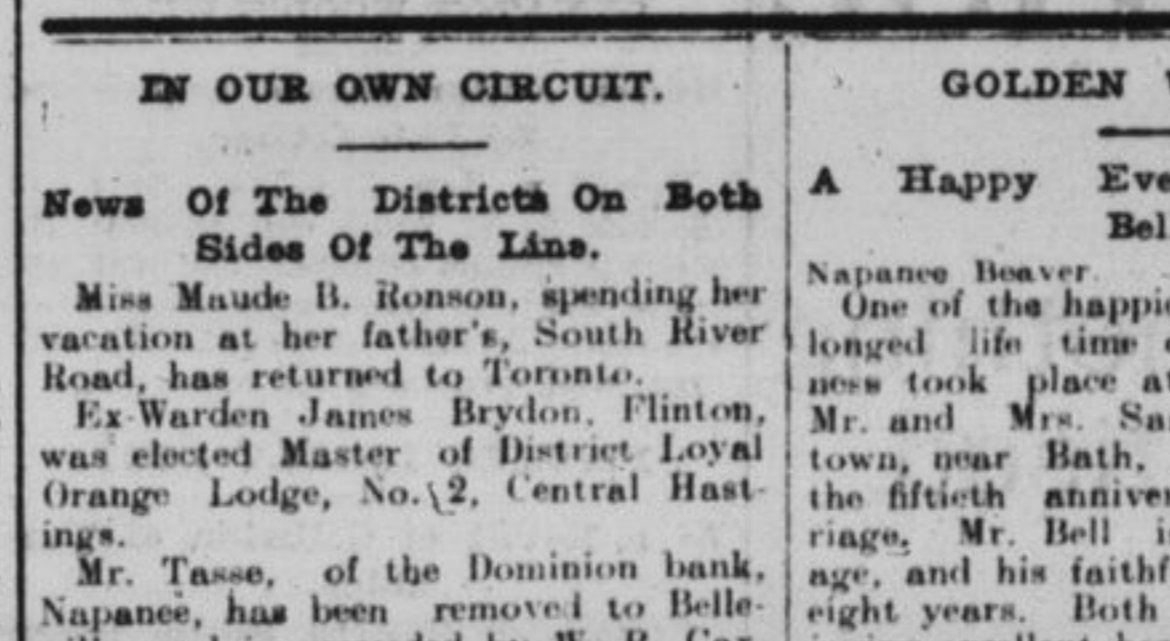 IN OUR OWN CIRCUIT.
News Of The Districts On Both
Sides Of The Line.
Miss Maude B. Ronson, spending her
vacation at her father's, South River
Road, has returned to Toronto.
Ex-Warden James Brydon, Flinton,
was elected Master of District Loyal
Orange Lodge, No. 2, Central Hast-
ings.
Mr. Tasse, of the Dominion bank,
Napanee, has been removed to Belle-
by W.
GOLDEN
A Happy Eve
Bel
Napanee Beaver.
One of the happi
longed life time
ness took place at
Mr. and Mrs. Sa
town, near Bath,
the fiftieth anniver
riage. Mr. Bell i
age, and his faithf
eight years. Both